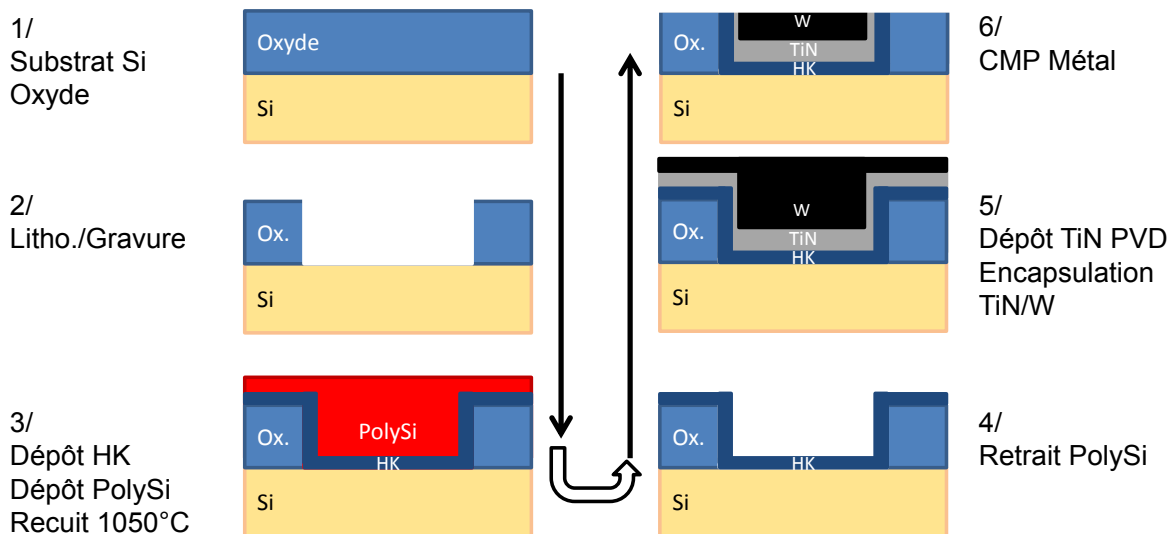 1/
Substrat Si
Oxyde
Oxyde
Si
2/
Litho./Gravure
Ox.
Si
3/
Dépôt HK
Dépôt PolySi
Recuit 1050°C
Ox.
PolySi
HK
Si
4/
Retrait PolySi
Ox.
HK
Si
5/
Dépôt TiN PVD
Encapsulation
TiN/W
W
Ox.
TiN
HK
Si
6/
CMP Métal
W
Ox.
TiN
HK
Si